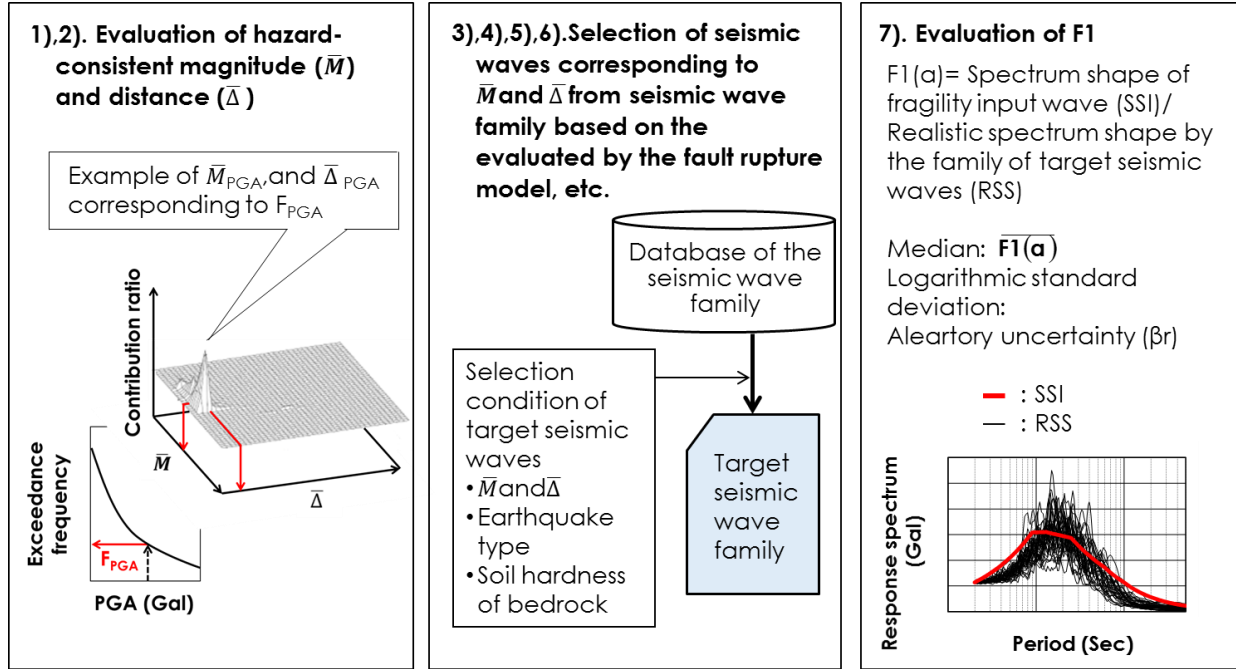 1),2). Evaluation of hazard-
consistent magnitude (M̅)
and distance (Δ̅ )
Example of M̅PGA,and Δ̅ PGA
corresponding to FPGA
Contribution ratio
M̅
Δ̅
Exceedance
frequency
FPGA
PGA (Gal)
3),4),5),6).Selection of seismic
waves corresponding to
M̅and Δ̅ from seismic wave
family based on the
evaluated by the fault rupture
model, etc.
Database of the
seismic wave
family
Selection
condition of
target seismic
waves
•M̅andΔ̅
•Earthquake
type
•Soil hardness
of bedrock
Target
seismic
wave
family
7). Evaluation of F1
F1(a)= Spectrum shape of
fragility input wave (SSI)/
Realistic spectrum shape by
the family of target seismic
waves (RSS)
Median: F1(a)̅
Logarithmic standard
deviation:
Aleartory uncertainty (βr)
: SSI
: RSS
Response spectrum
(Gal)
Period (Sec)